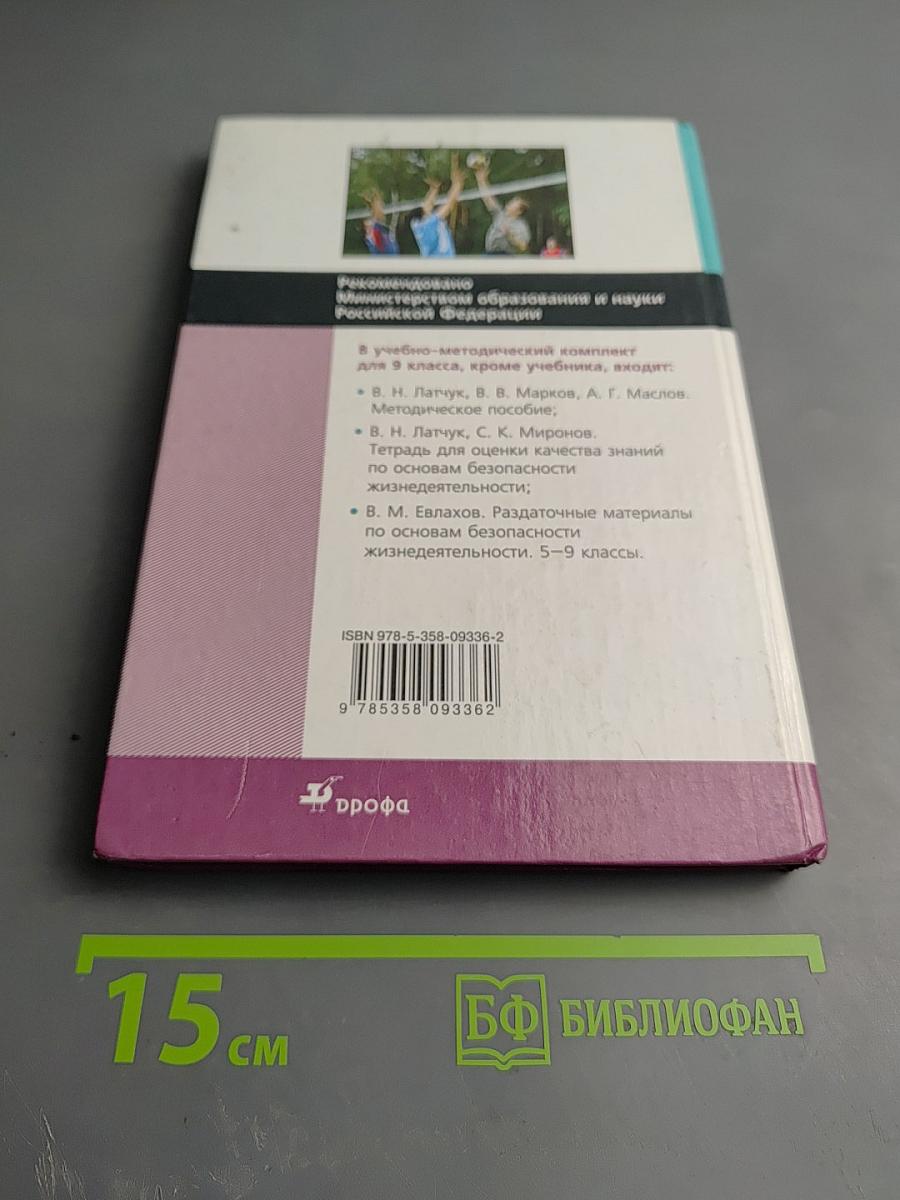 Рекомендовано
Министерством образования и науки
Российской Федерации
В учебно-методический комплект
для 9 класса, кроме учебника, входят:
• В. Н. Латчук, В. В. Марков, А. Г. Маслов.
Методическое пособие;
• В. Н. Латчук, С. К. Миронов.
Тетрадь для оценки качества знаний
по основам безопасности
жизнедеятельности;
• В. М. Евлахов. Раздаточные материалы
по основам безопасности
жизнедеятельности. 5—9 классы.
ISBN 978-5-358-09336-2
9 785358 093362
дрофа
15 см
БФ БИБЛИОФАН